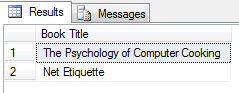 Results Messages
Book Title
1 The Psychology of Computer Cooking
2 Net Etiquette